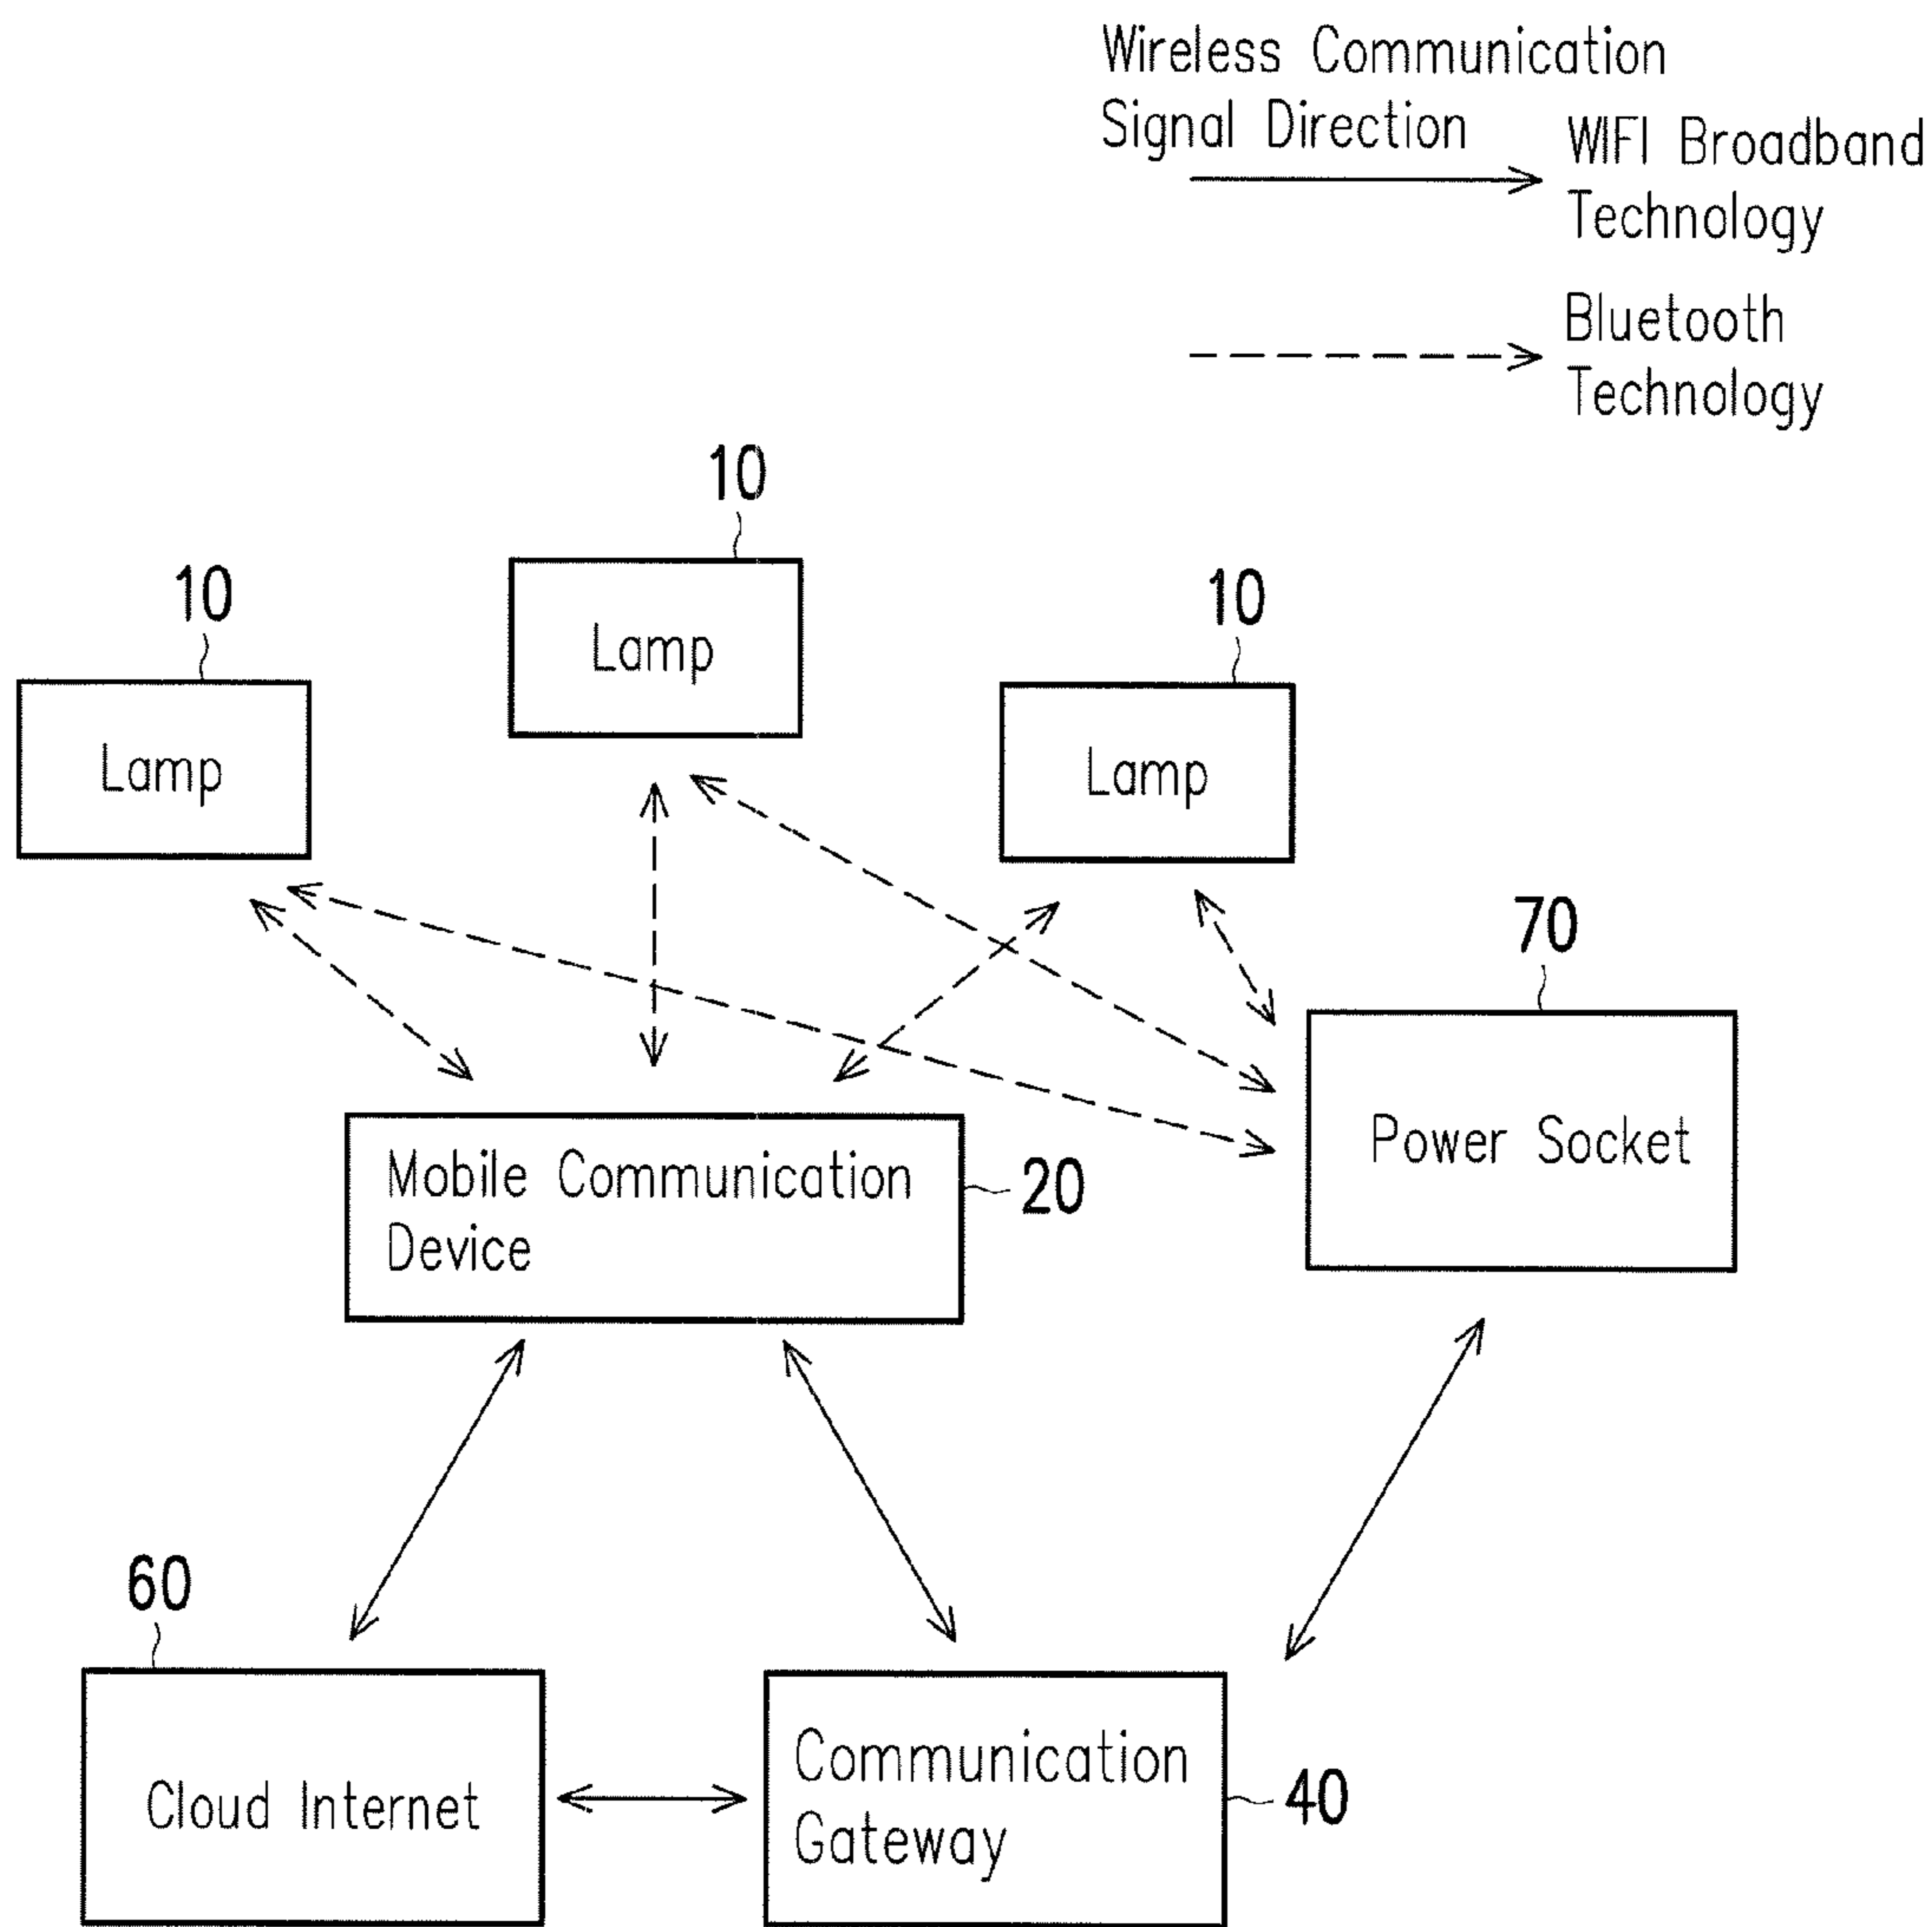 Wireless Communication
Signal Direction
WIFI Broadband
Technology
Bluetooth
Technology
10
10
10
Lamp
Lamp
Lamp
70
Power Socket
Mobile Communication
Device
20
60
Cloud Internet
Communication
Gateway
40